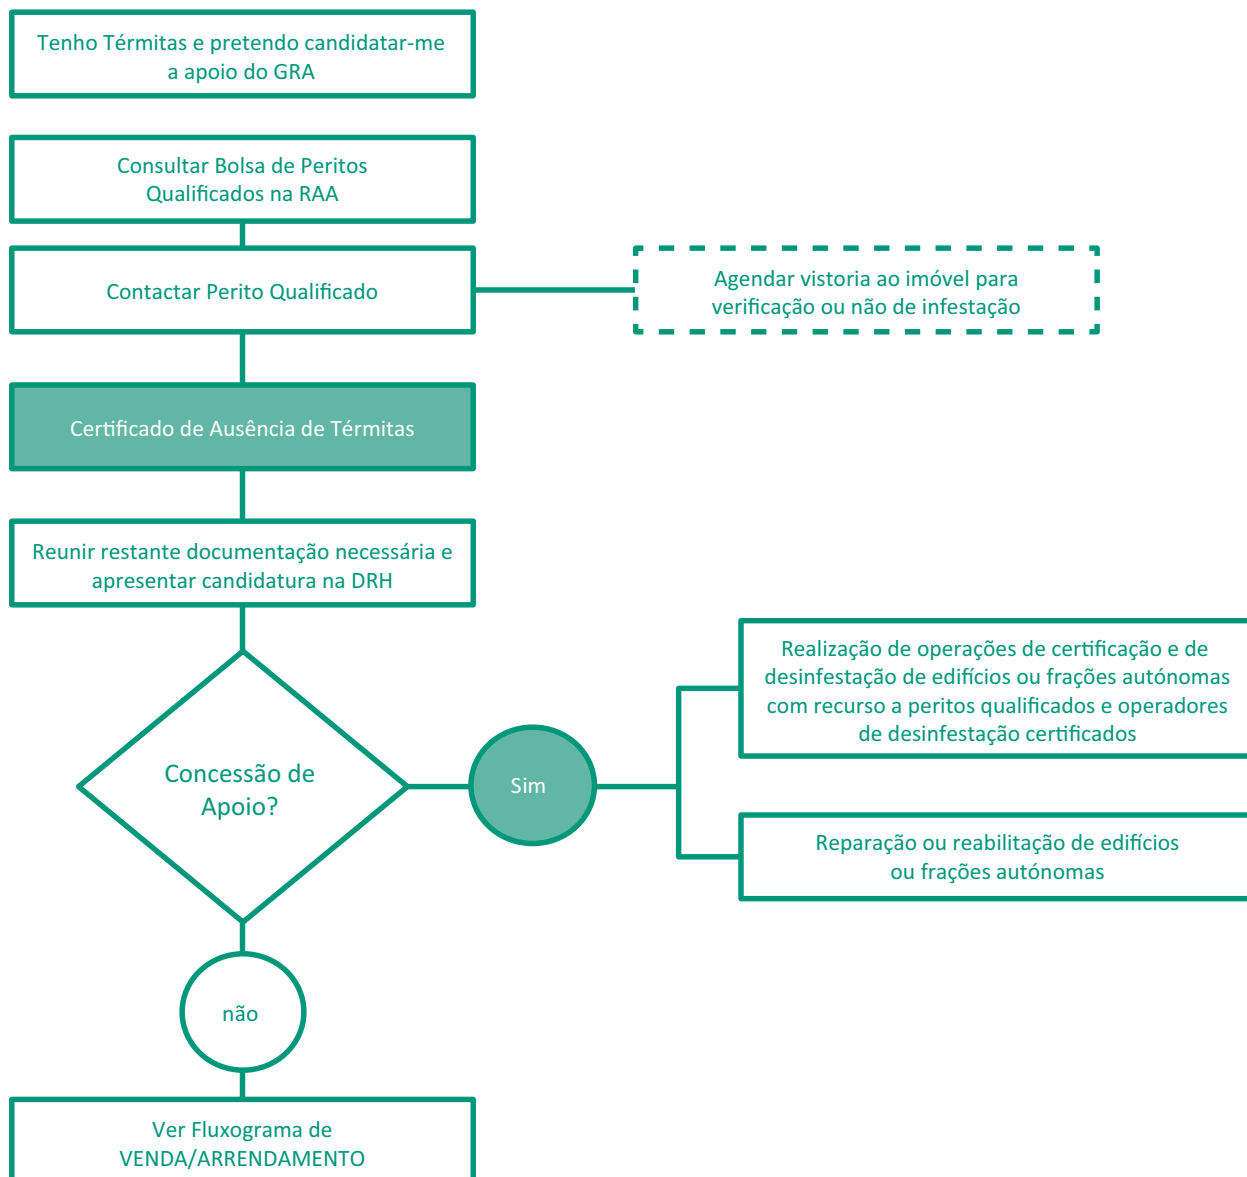 Tenho Térmitas e pretendo candidatar-me
a apoio do GRA
Consultar Bolsa de Peritos
Qualificados na RAA
Contactar Perito Qualificado
Agendar vistoria ao imóvel para
verificação ou não de infestação
Certificado de Ausência de Térmitas
Reunir restante documentação necessária e
apresentar candidatura na DRH
Concessão de
Apoio?
Sim
Realização de operações de certificação e de
desinfestação de edifícios ou frações autónomas
com recurso a peritos qualificados e operadores
de desinfestação certificados
Reparação ou reabilitação de edifícios
ou frações autónomas
não
Ver Fluxograma de
VENDA/ARRENDAMENTO